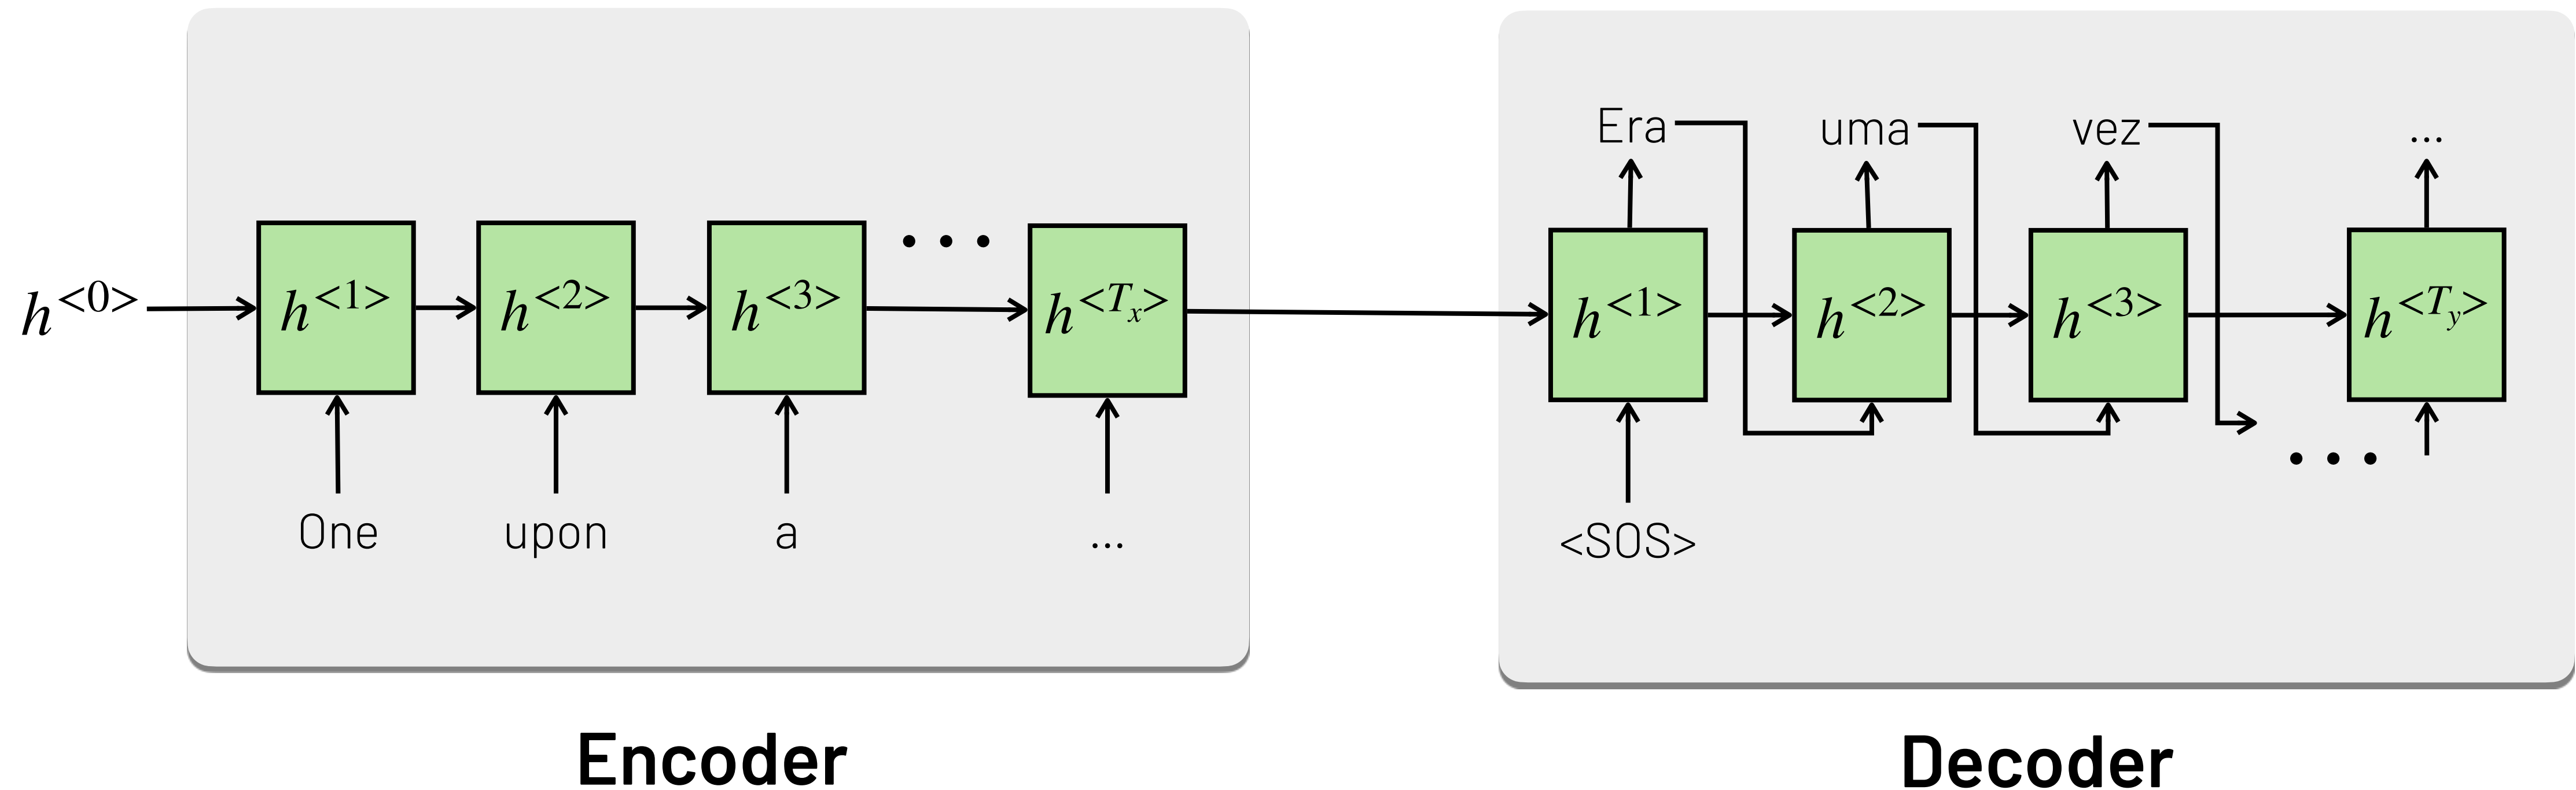 Era uma vez ...
h<0> h<1> h<2> h<3> ... h<Tx> h<1> h<2> h<3> h<Ty>
...
One upon a ... <SOS>
Encoder Decoder